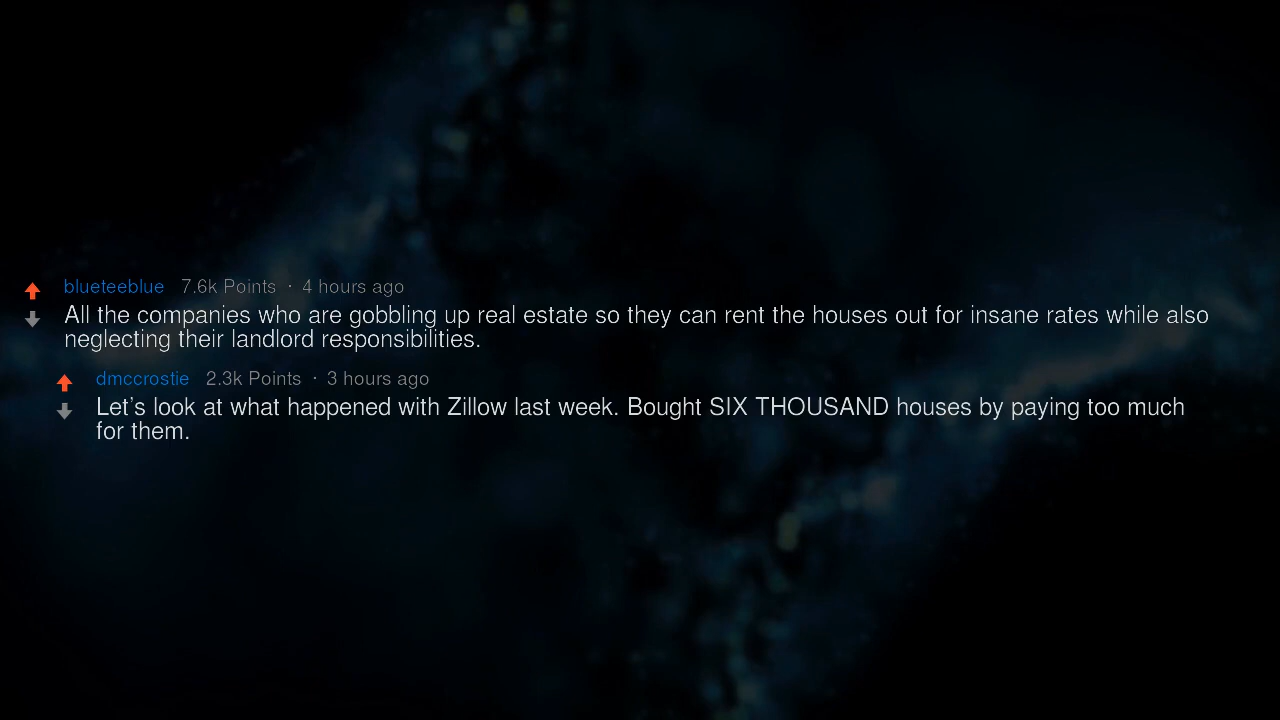 blueteeblue 7.6k Points · 4 hours ago
All the companies who are gobbling up real estate so they can rent the houses out for insane rates while also
neglecting their landlord responsibilities.
dmccrostie 2.3k Points · 3 hours ago
Let's look at what happened with Zillow last week. Bought SIX THOUSAND houses by paying too much
for them.